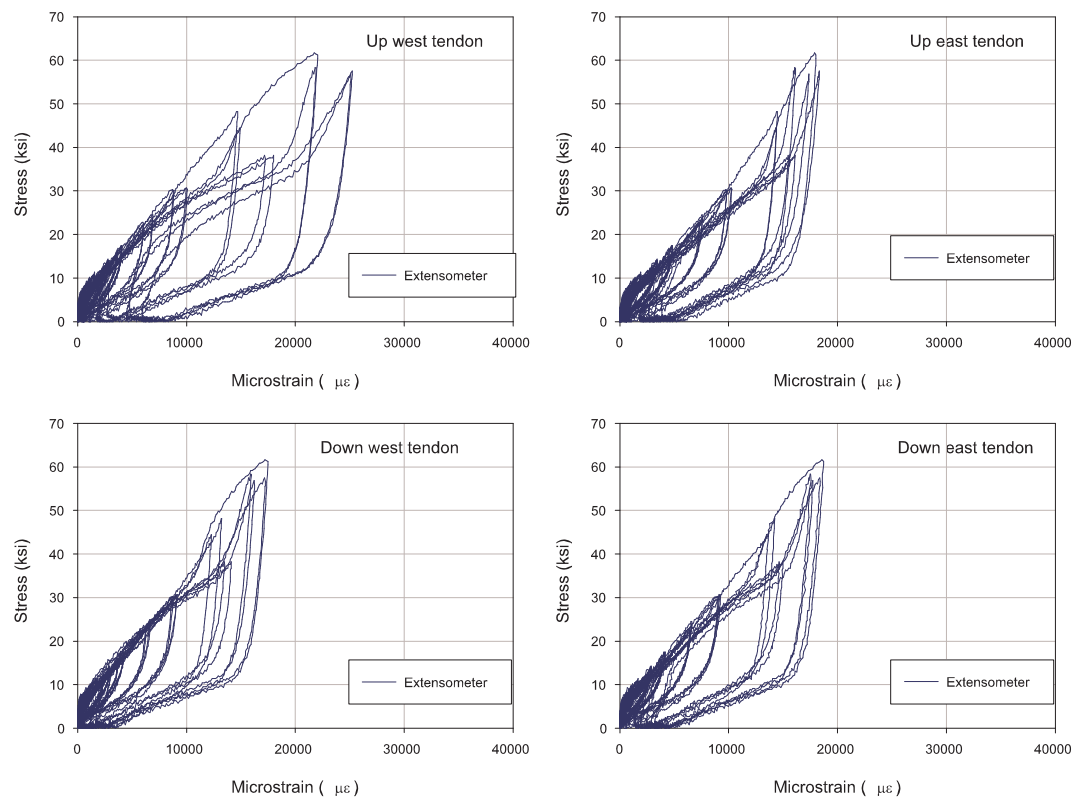 70
Up west tendon
60
50
40
30
20
10
0
Stress (ksi)
Extensometer
0 10000 20000 30000 40000
Microstrain ( με )
70
Up east tendon
60
50
40
30
20
10
0
Stress (ksi)
Extensometer
0 10000 20000 30000 40000
Microstrain ( με )
70
Down west tendon
60
50
40
30
20
10
0
Stress (ksi)
Extensometer
0 10000 20000 30000 40000
Microstrain ( με )
70
Down east tendon
60
50
40
30
20
10
0
Stress (ksi)
Extensometer
0 10000 20000 30000 40000
Microstrain ( με )